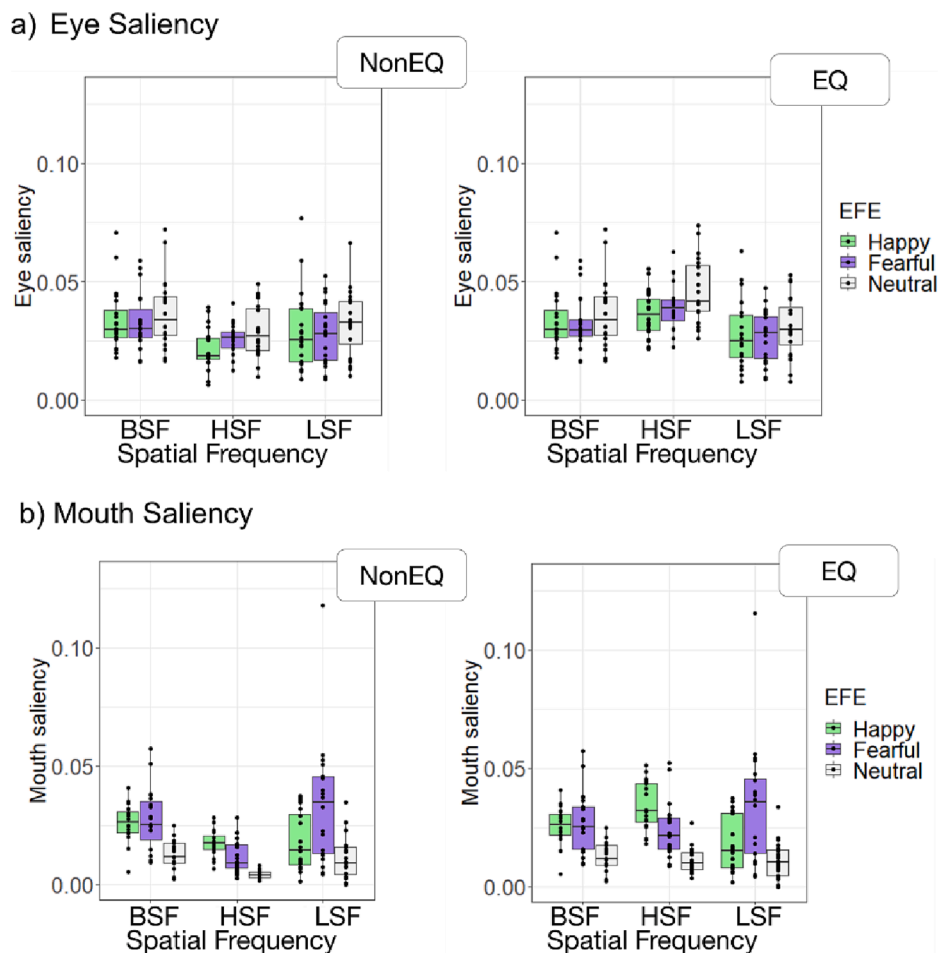 a) Eye Saliency
NonEQ
EQ
Eye saliency
0.10
0.05
0.00
BSF HSF LSF
Spatial Frequency
Eye saliency
0.10
0.05
0.00
BSF HSF LSF
Spatial Frequency
EFE
Happy
Fearful
Neutral
b) Mouth Saliency
NonEQ
EQ
Mouth saliency
0.10
0.05
0.00
BSF HSF LSF
Spatial Frequency
Mouth saliency
0.10
0.05
0.00
BSF HSF LSF
Spatial Frequency
EFE
Happy
Fearful
Neutral